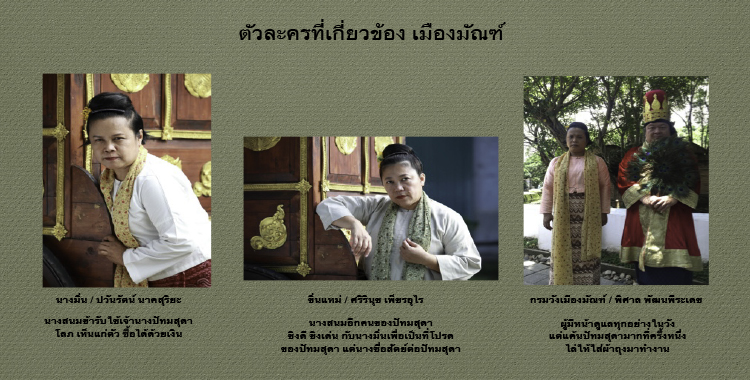 ตัวละครที่เกี่ยวข้อง เมืองมัณฑ์
นางมิ่น / ปวันรัตน์ นาคสุริยะ
นางสนมข้ารับใช้เจ้านางปัทมสุดา
โลภ เห็นแก่ตัว ซื้อได้ด้วยเงิน
ขิ่นแหม่ / ศรีรินุช เพียรอุไร
นางสนมอีกคนของปัทมสุดา
ชิงดี ชิงเด่น กับนางมิ่นเพื่อเป็นที่โปรด
ของปัทมสุดา แต่นางซื่อสัตย์ต่อปัทมสุดา
กรมวังเมืองมัณฑ์ / พิศาล พัฒนพีระเดช
ผู้มีหน้าดูแลทุกอย่างในวัง
แต่แค้นปัทมสุดามากที่ครั้งหนึ่ง
ไล่ให้ใส่ผ้าถุงมาทำงาน